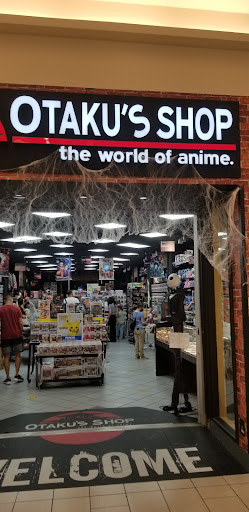 OTAKU'S SHOP
the world of anime.
OTAKU'S SHOP
WELCOME